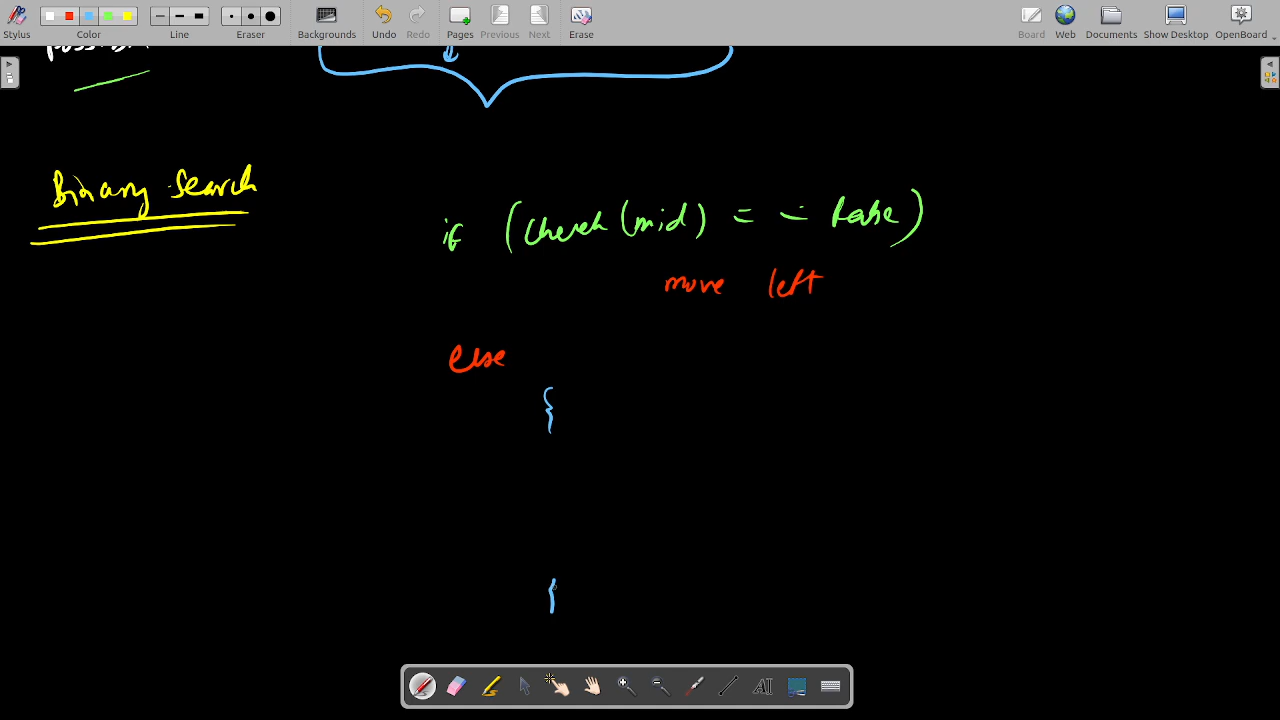 Stylus
Color
Line
Eraser
Backgrounds
Undo
Redo
Pages
Previous
Next
Erase
Board
Web
Documents
Show Desktop
OpenBoard
Binary Search
if (check(mid) == false)
move left
else
{